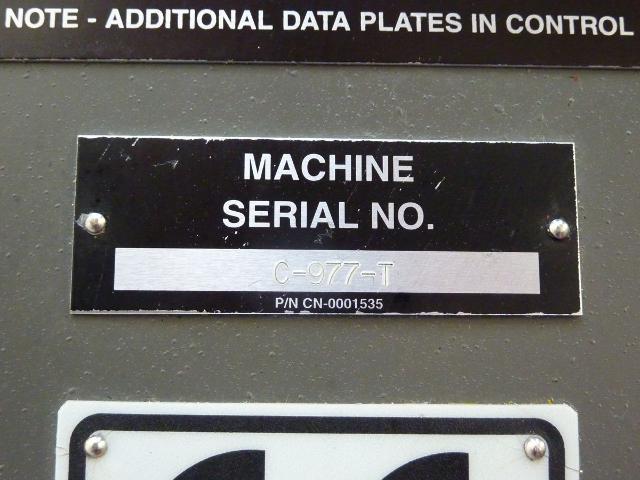 NOTE - ADDITIONAL DATA PLATES IN CONTROL
MACHINE
SERIAL NO.
C-977-T
P/N CN-0001535